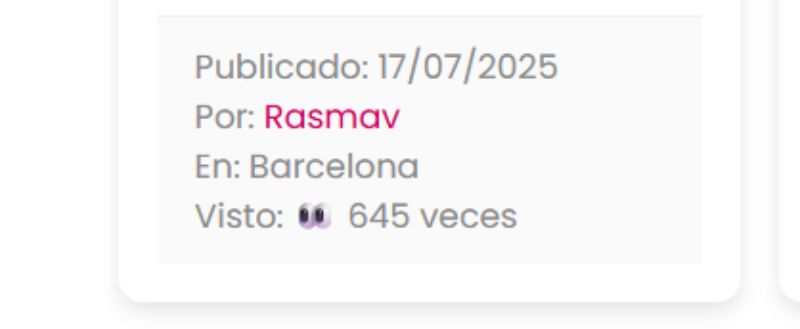 Publicado: 17/07/2025
Por: Rasmav
En: Barcelona
Visto: 👀 645 veces